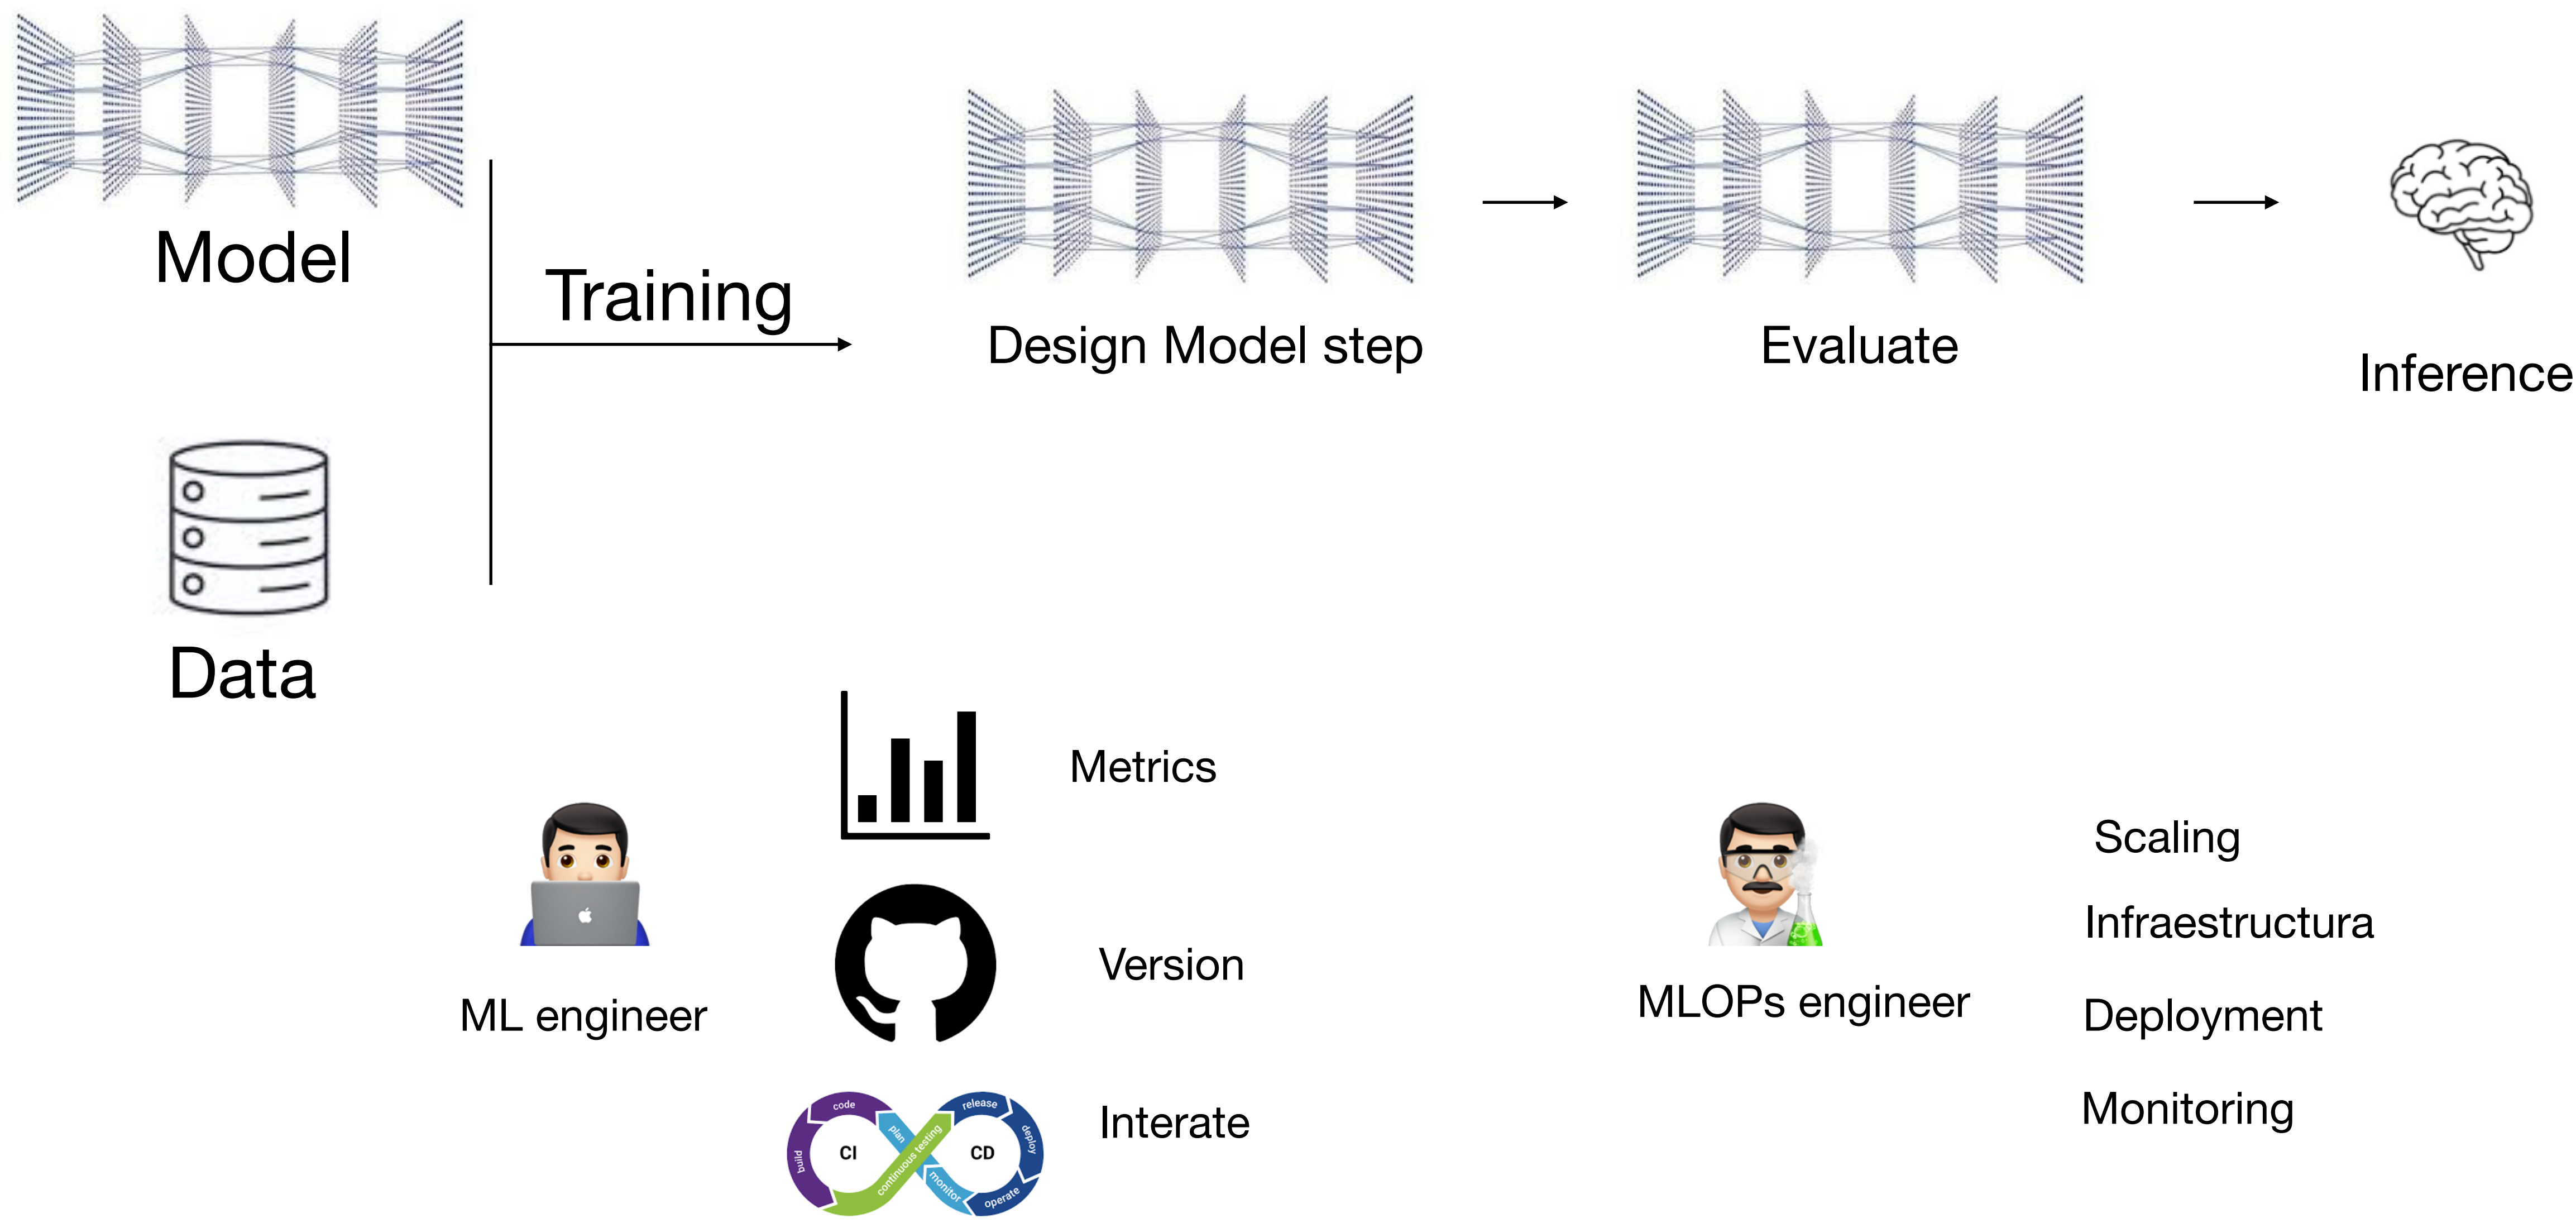 Model
Training
Design Model step
Evaluate
Inference
Data
Metrics
Version
Interate
ML engineer
code
build
CI
plan
continuous testing
monitor
release
deploy
operate
CD
MLOPs engineer
Scaling
Infraestructura
Deployment
Monitoring